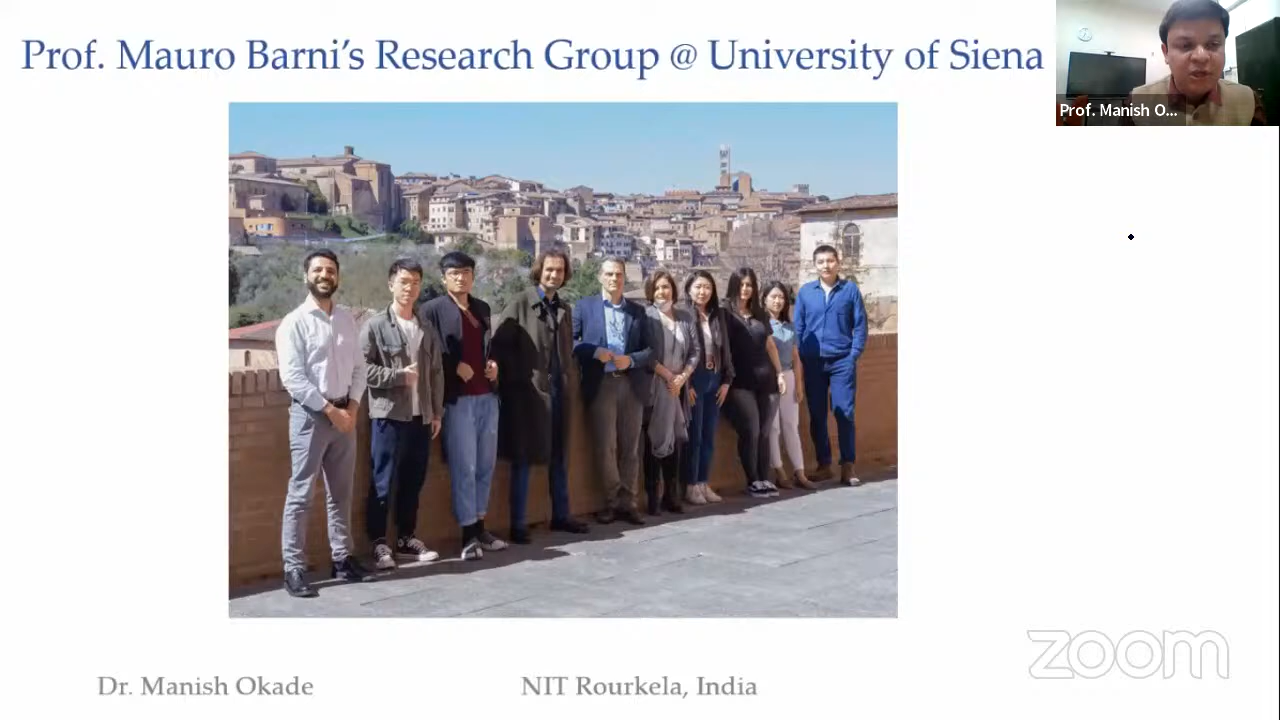 Prof. Mauro Barni's Research Group @ University of Siena
Prof. Manish O...
Dr. Manish Okade
NIT Rourkela, India
zoom